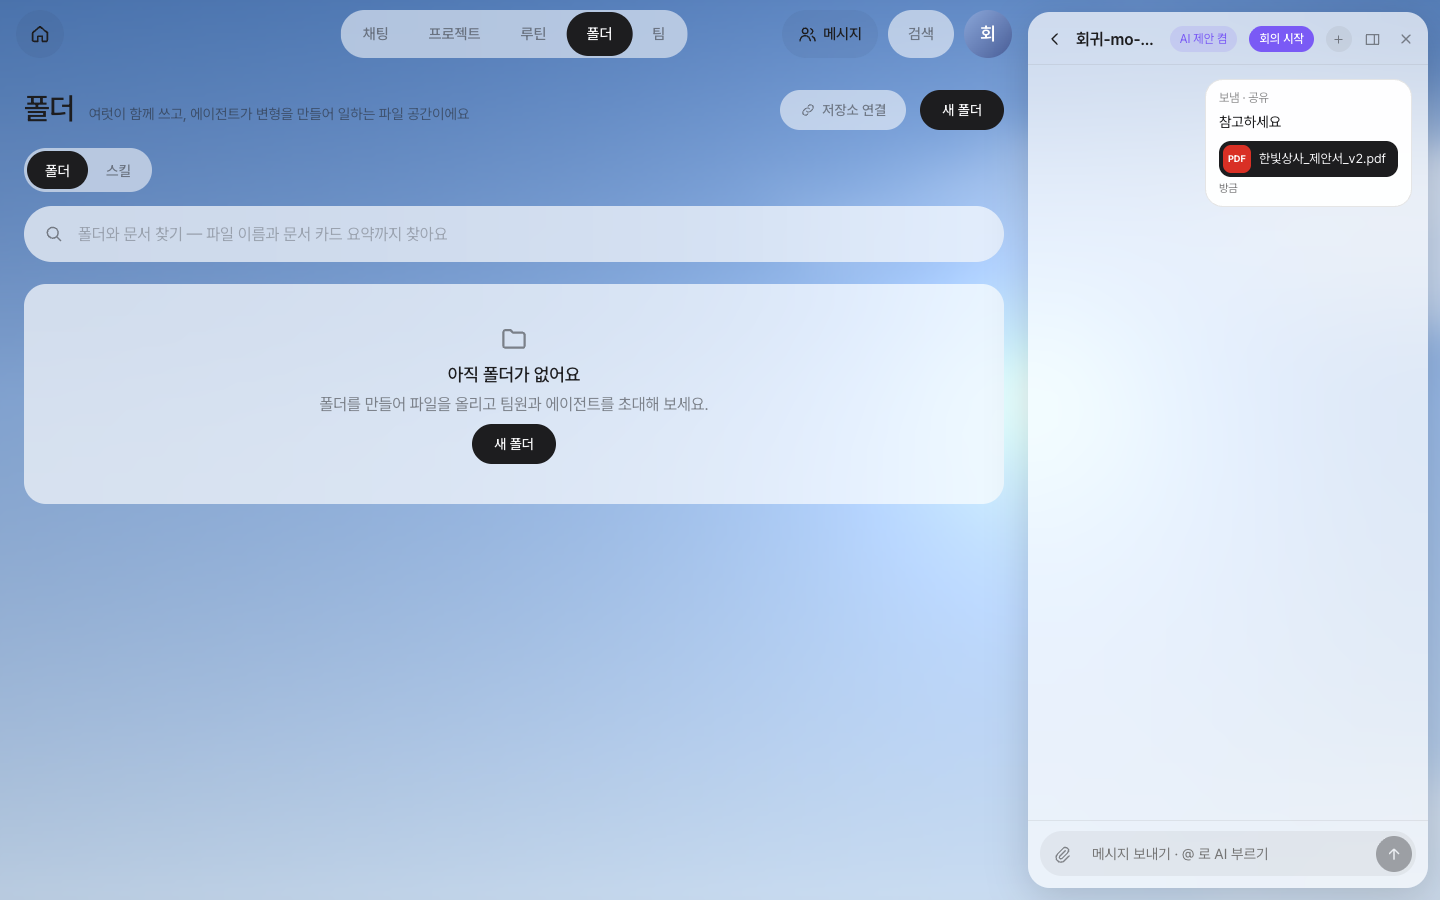 채팅
프로젝트
루틴
폴더
팀
메시지
검색
회
폴더
여럿이 함께 쓰고, 에이전트가 변형을 만들어 일하는 파일 공간이에요
저장소 연결
새 폴더
폴더
스킬
폴더와 문서 찾기 — 파일 이름과 문서 카드 요약까지 찾아요
아직 폴더가 없어요
폴더를 만들어 파일을 올리고 팀원과 에이전트를 초대해 보세요.
새 폴더
회귀-mo-...
AI 제안 켬
회의 시작
보냄 · 공유
참고하세요
PDF
한빛상사_제안서_v2.pdf
방금
메시지 보내기 · @ 로 AI 부르기